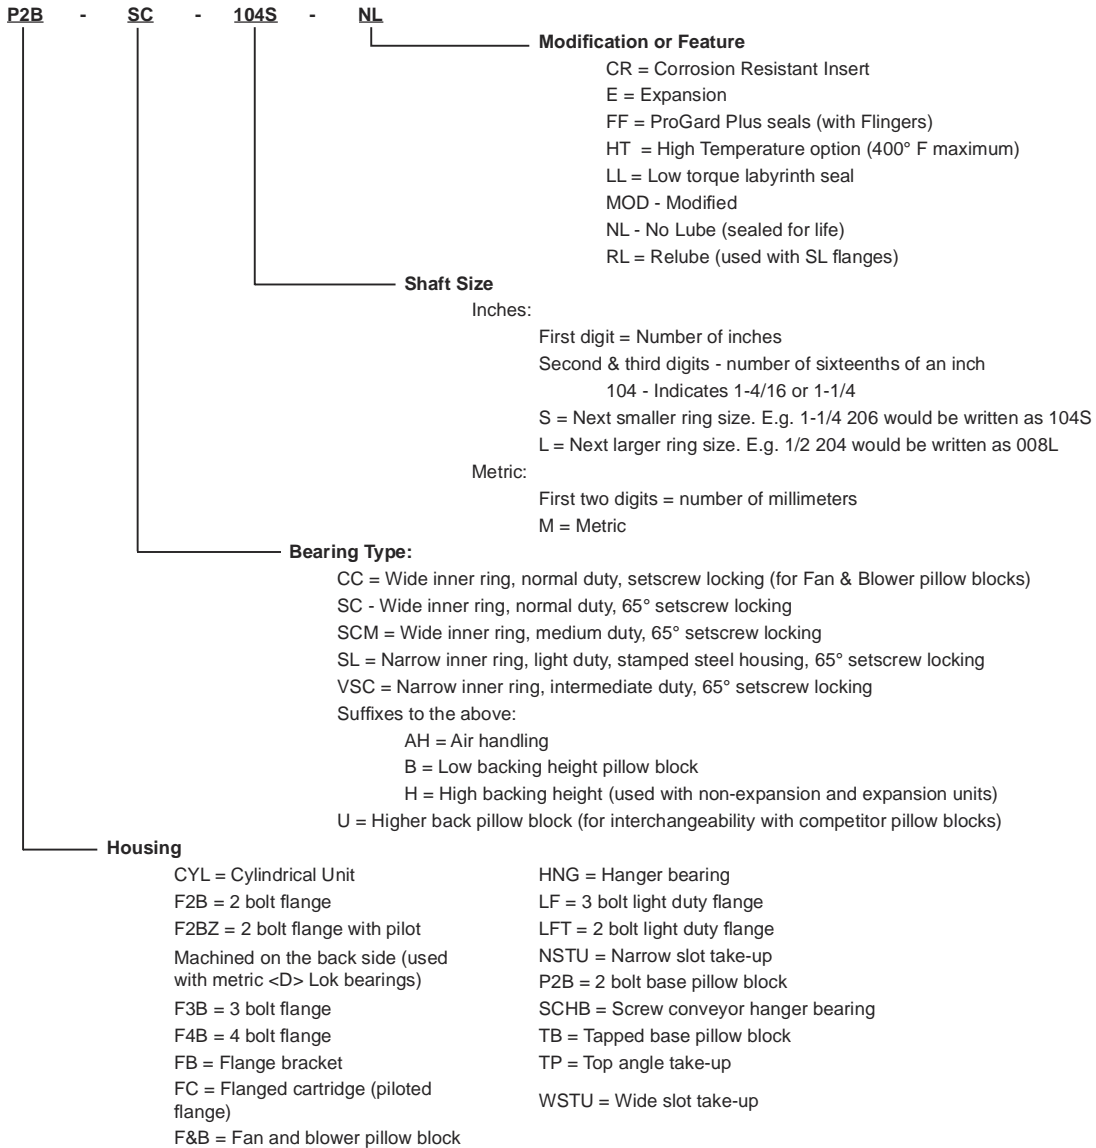 P2B - SC - 104S - NL
Modification or Feature
CR = Corrosion Resistant Insert
E = Expansion
FF = ProGard Plus seals (with Flingers)
HT = High Temperature option (400° F maximum)
LL = Low torque labyrinth seal
MOD - Modified
NL - No Lube (sealed for life)
RL = Relube (used with SL flanges)
Shaft Size
Inches:
First digit = Number of inches
Second & third digits - number of sixteenths of an inch
104 - Indicates 1-4/16 or 1-1/4
S = Next smaller ring size. E.g. 1-1/4 206 would be written as 104S
L = Next larger ring size. E.g. 1/2 204 would be written as 008L
Metric:
First two digits = number of millimeters
M = Metric
Bearing Type:
CC = Wide inner ring, normal duty, setscrew locking (for Fan & Blower pillow blocks)
SC - Wide inner ring, normal duty, 65° setscrew locking
SCM = Wide inner ring, medium duty, 65° setscrew locking
SL = Narrow inner ring, light duty, stamped steel housing, 65° setscrew locking
VSC = Narrow inner ring, intermediate duty, 65° setscrew locking
Suffixes to the above:
AH = Air handling
B = Low backing height pillow block
H = High backing height (used with non-expansion and expansion units)
U = Higher back pillow block (for interchangeability with competitor pillow blocks)
Housing
CYL = Cylindrical Unit
F2B = 2 bolt flange
F2BZ = 2 bolt flange with pilot
Machined on the back side (used
with metric <D> Lok bearings)
F3B = 3 bolt flange
F4B = 4 bolt flange
FB = Flange bracket
FC = Flanged cartridge (piloted
flange)
F&B = Fan and blower pillow block
HNG = Hanger bearing
LF = 3 bolt light duty flange
LFT = 2 bolt light duty flange
NSTU = Narrow slot take-up
P2B = 2 bolt base pillow block
SCHB = Screw conveyor hanger bearing
TB = Tapped base pillow block
TP = Top angle take-up
WSTU = Wide slot take-up